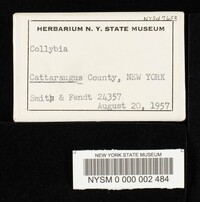 HERBARIUM N. Y. STATE MUSEUM
Collybia
Cattaraugus County, NEW YORK
Smith & Fendt 24357
August 20, 1957
NEW YORK STATE MUSEUM
NYSM 0 000 002 484